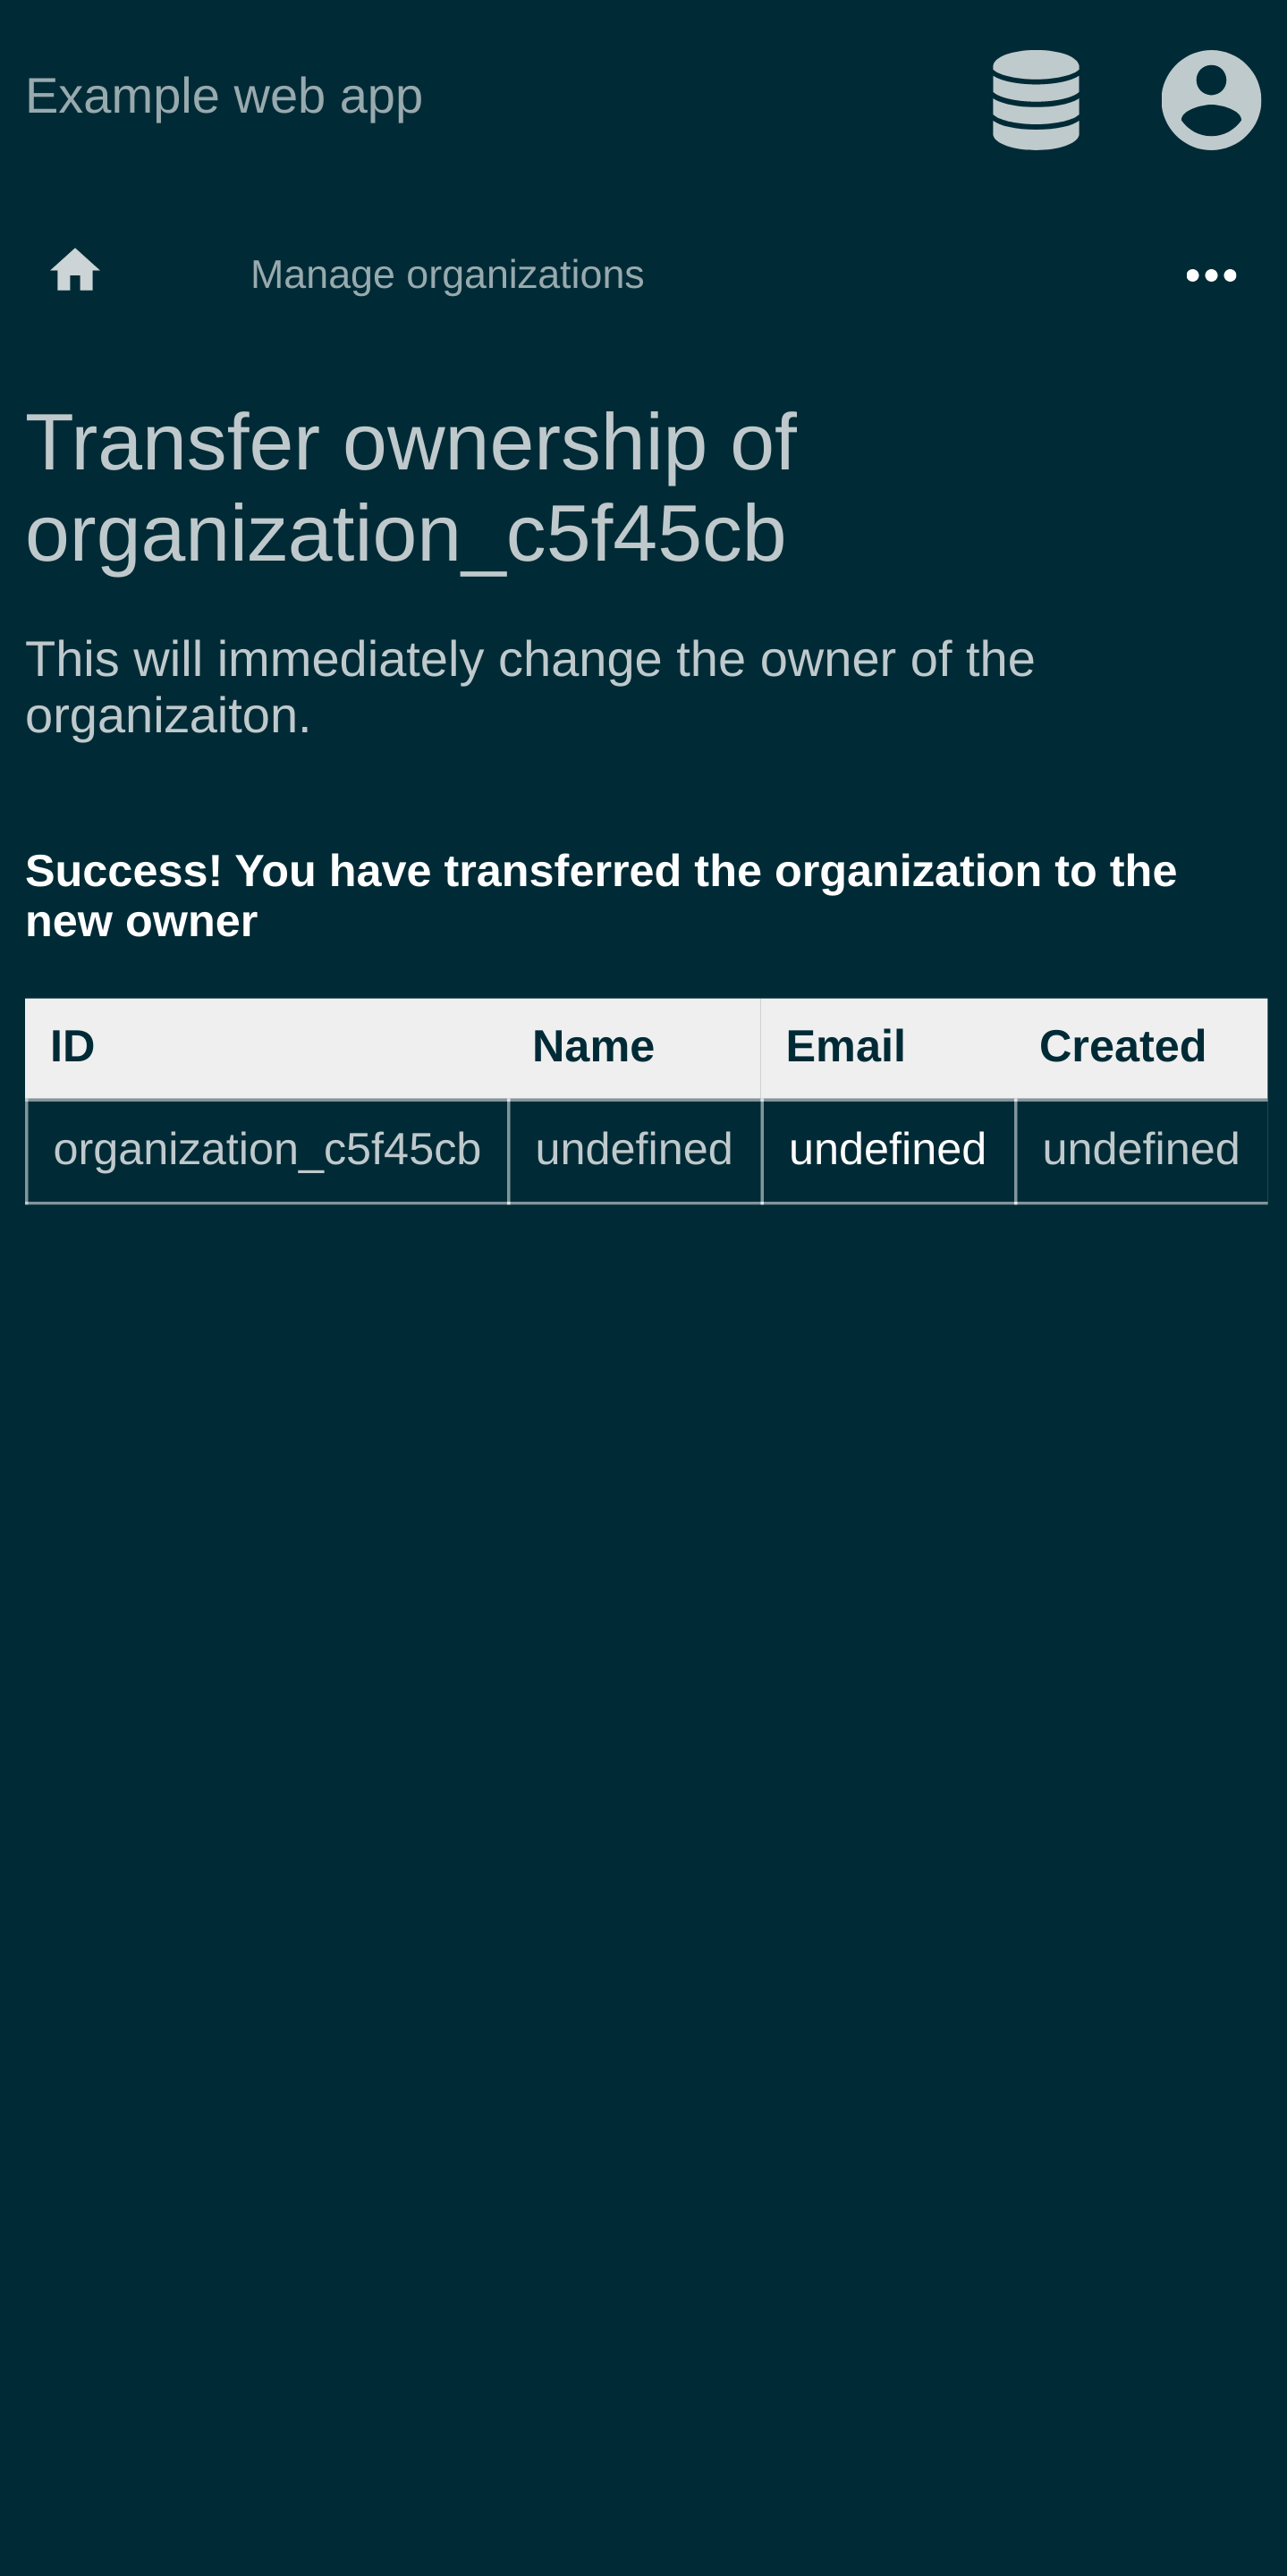 Example web app
Manage organizations
Transfer ownership of
organization_c5f45cb
This will immediately change the owner of the
organizaiton.
Success! You have transferred the organization to the
new owner
ID Name Email Created
organization_c5f45cb undefined undefined undefined